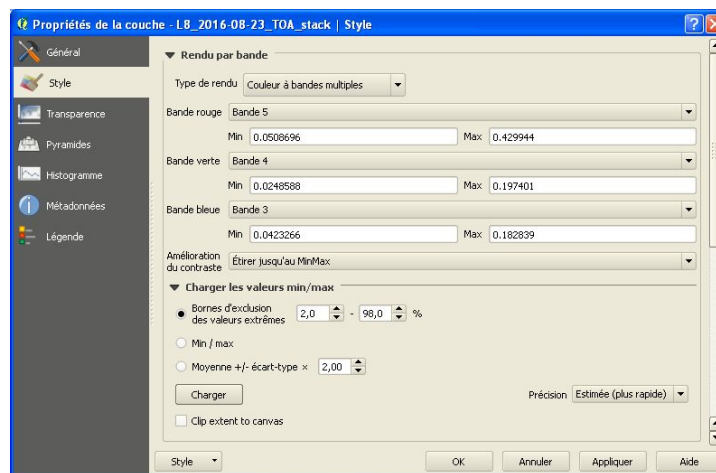 Propriétés de la couche - L8_2016-08-23_TOA_stack | Style
Général
Style
Transparence
Pyramides
Histogramme
Métadonnées
Légende
Rendu par bande
Type de rendu Couleur à bandes multiples
Bande rouge Bande 5
Min 0.0508696 Max 0.429944
Bande verte Bande 4
Min 0.0248588 Max 0.197401
Bande bleue Bande 3
Min 0.0423266 Max 0.182839
Amélioration
du contraste Étirer jusqu'au MinMax
Charger les valeurs min/max
Bornes d'exclusion
des valeurs extrêmes 2,0 - 98,0 %
Min / max
Moyenne +/- écart-type × 2,00
Charger Précision Estimée (plus rapide)
Clip extent to canvas
Style OK Annuler Appliquer Aide